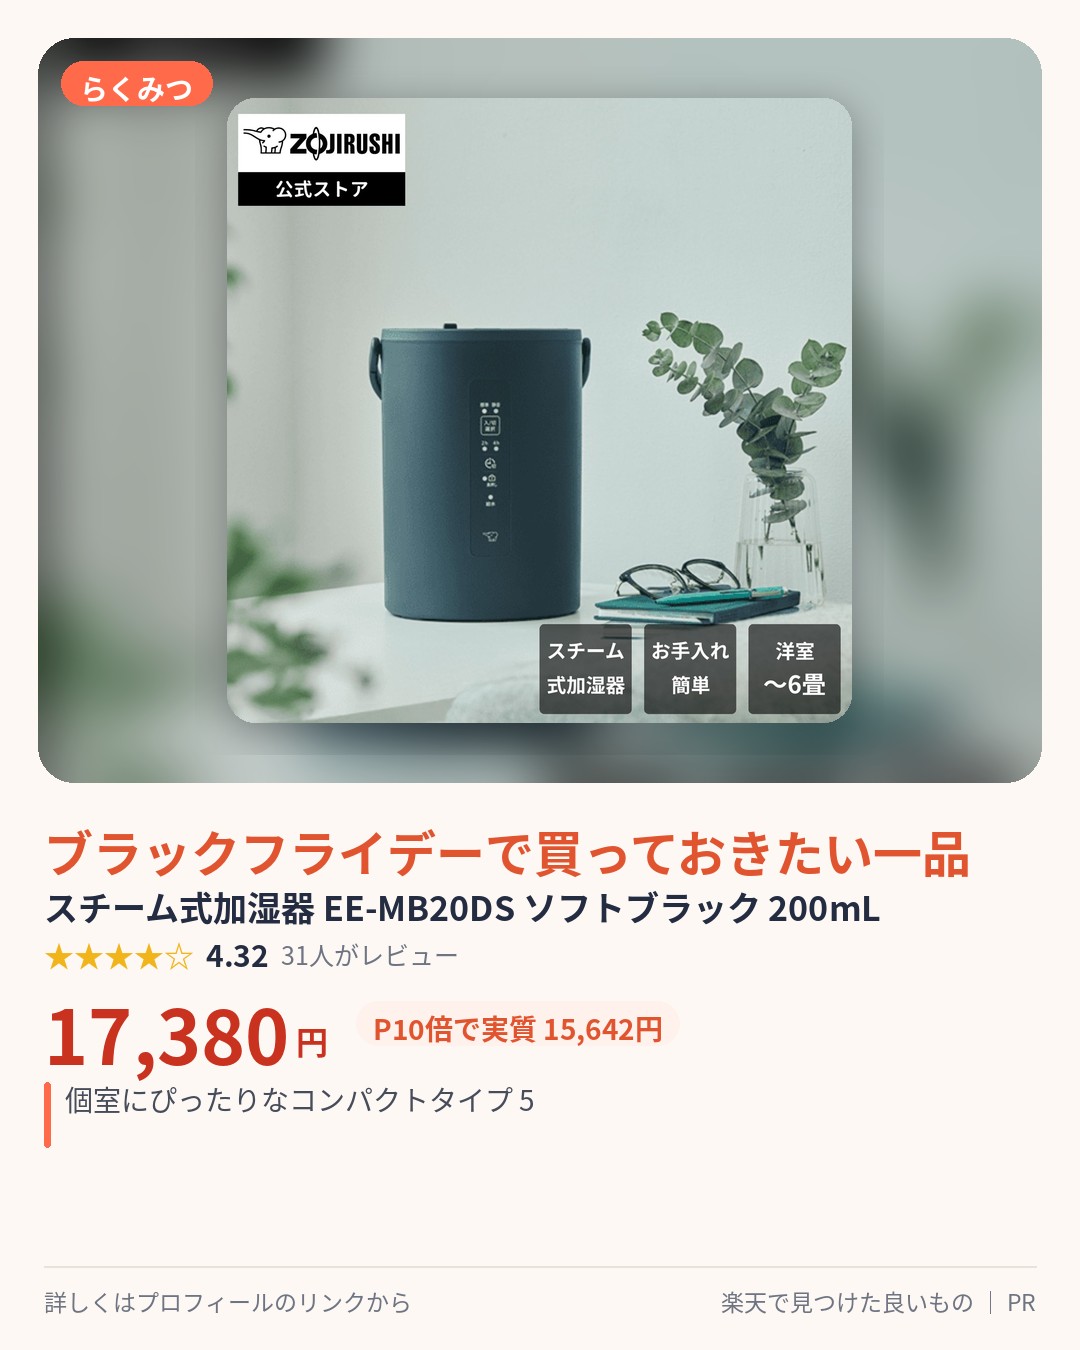 らくみつ
ZOJIRUSHI
公式ストア
入/切
選択
スチーム
式加湿器
お手入れ
簡単
洋室
～6畳
ブラックフライデーで買っておきたい一品
スチーム式加湿器 EE-MB20DS ソフトブラック 200mL
★★★★☆ 4.32 31人がレビュー
17,380円
P10倍で実質 15,642円
個室にぴったりなコンパクトタイプ 5
詳しくはプロフィールのリンクから
楽天で見つけた良いもの｜PR